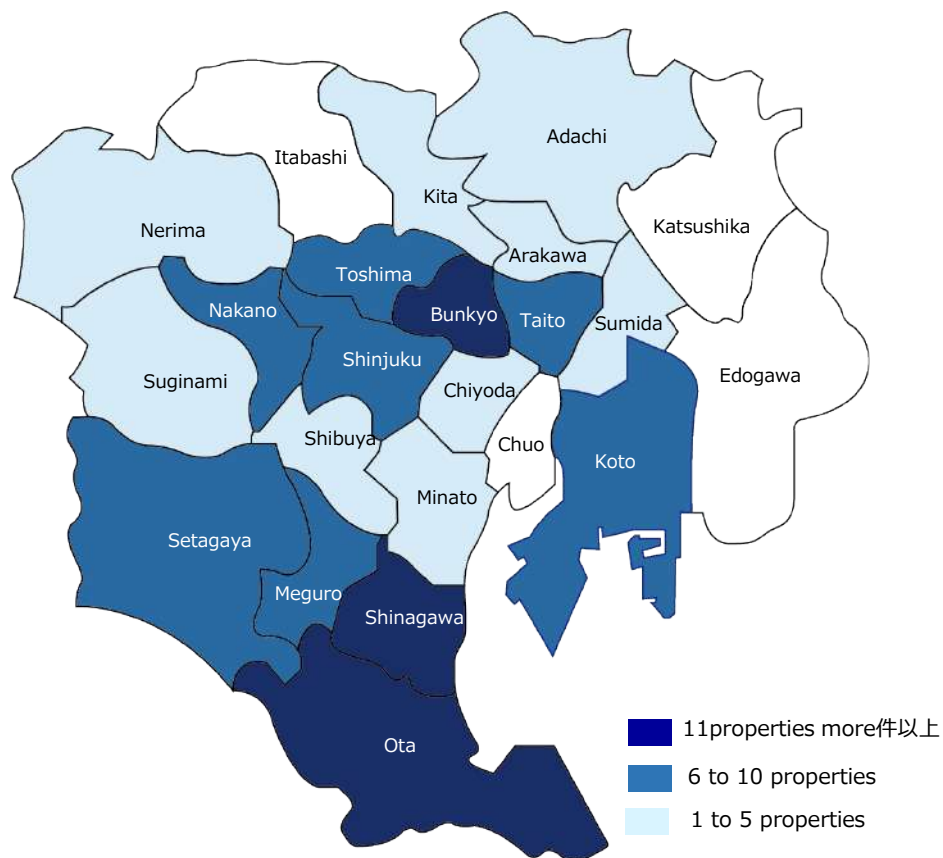 Adachi
Itabashi
Kita
Katsushika
Nerima
Arakawa
Toshima
Nakano
Bunkyo
Taito
Sumida
Shinjuku
Edogawa
Suginami
Chiyoda
Shibuya
Chuo
Koto
Minato
Setagaya
Meguro
Shinagawa
Ota
11properties more件以上
6 to 10 properties
1 to 5 properties